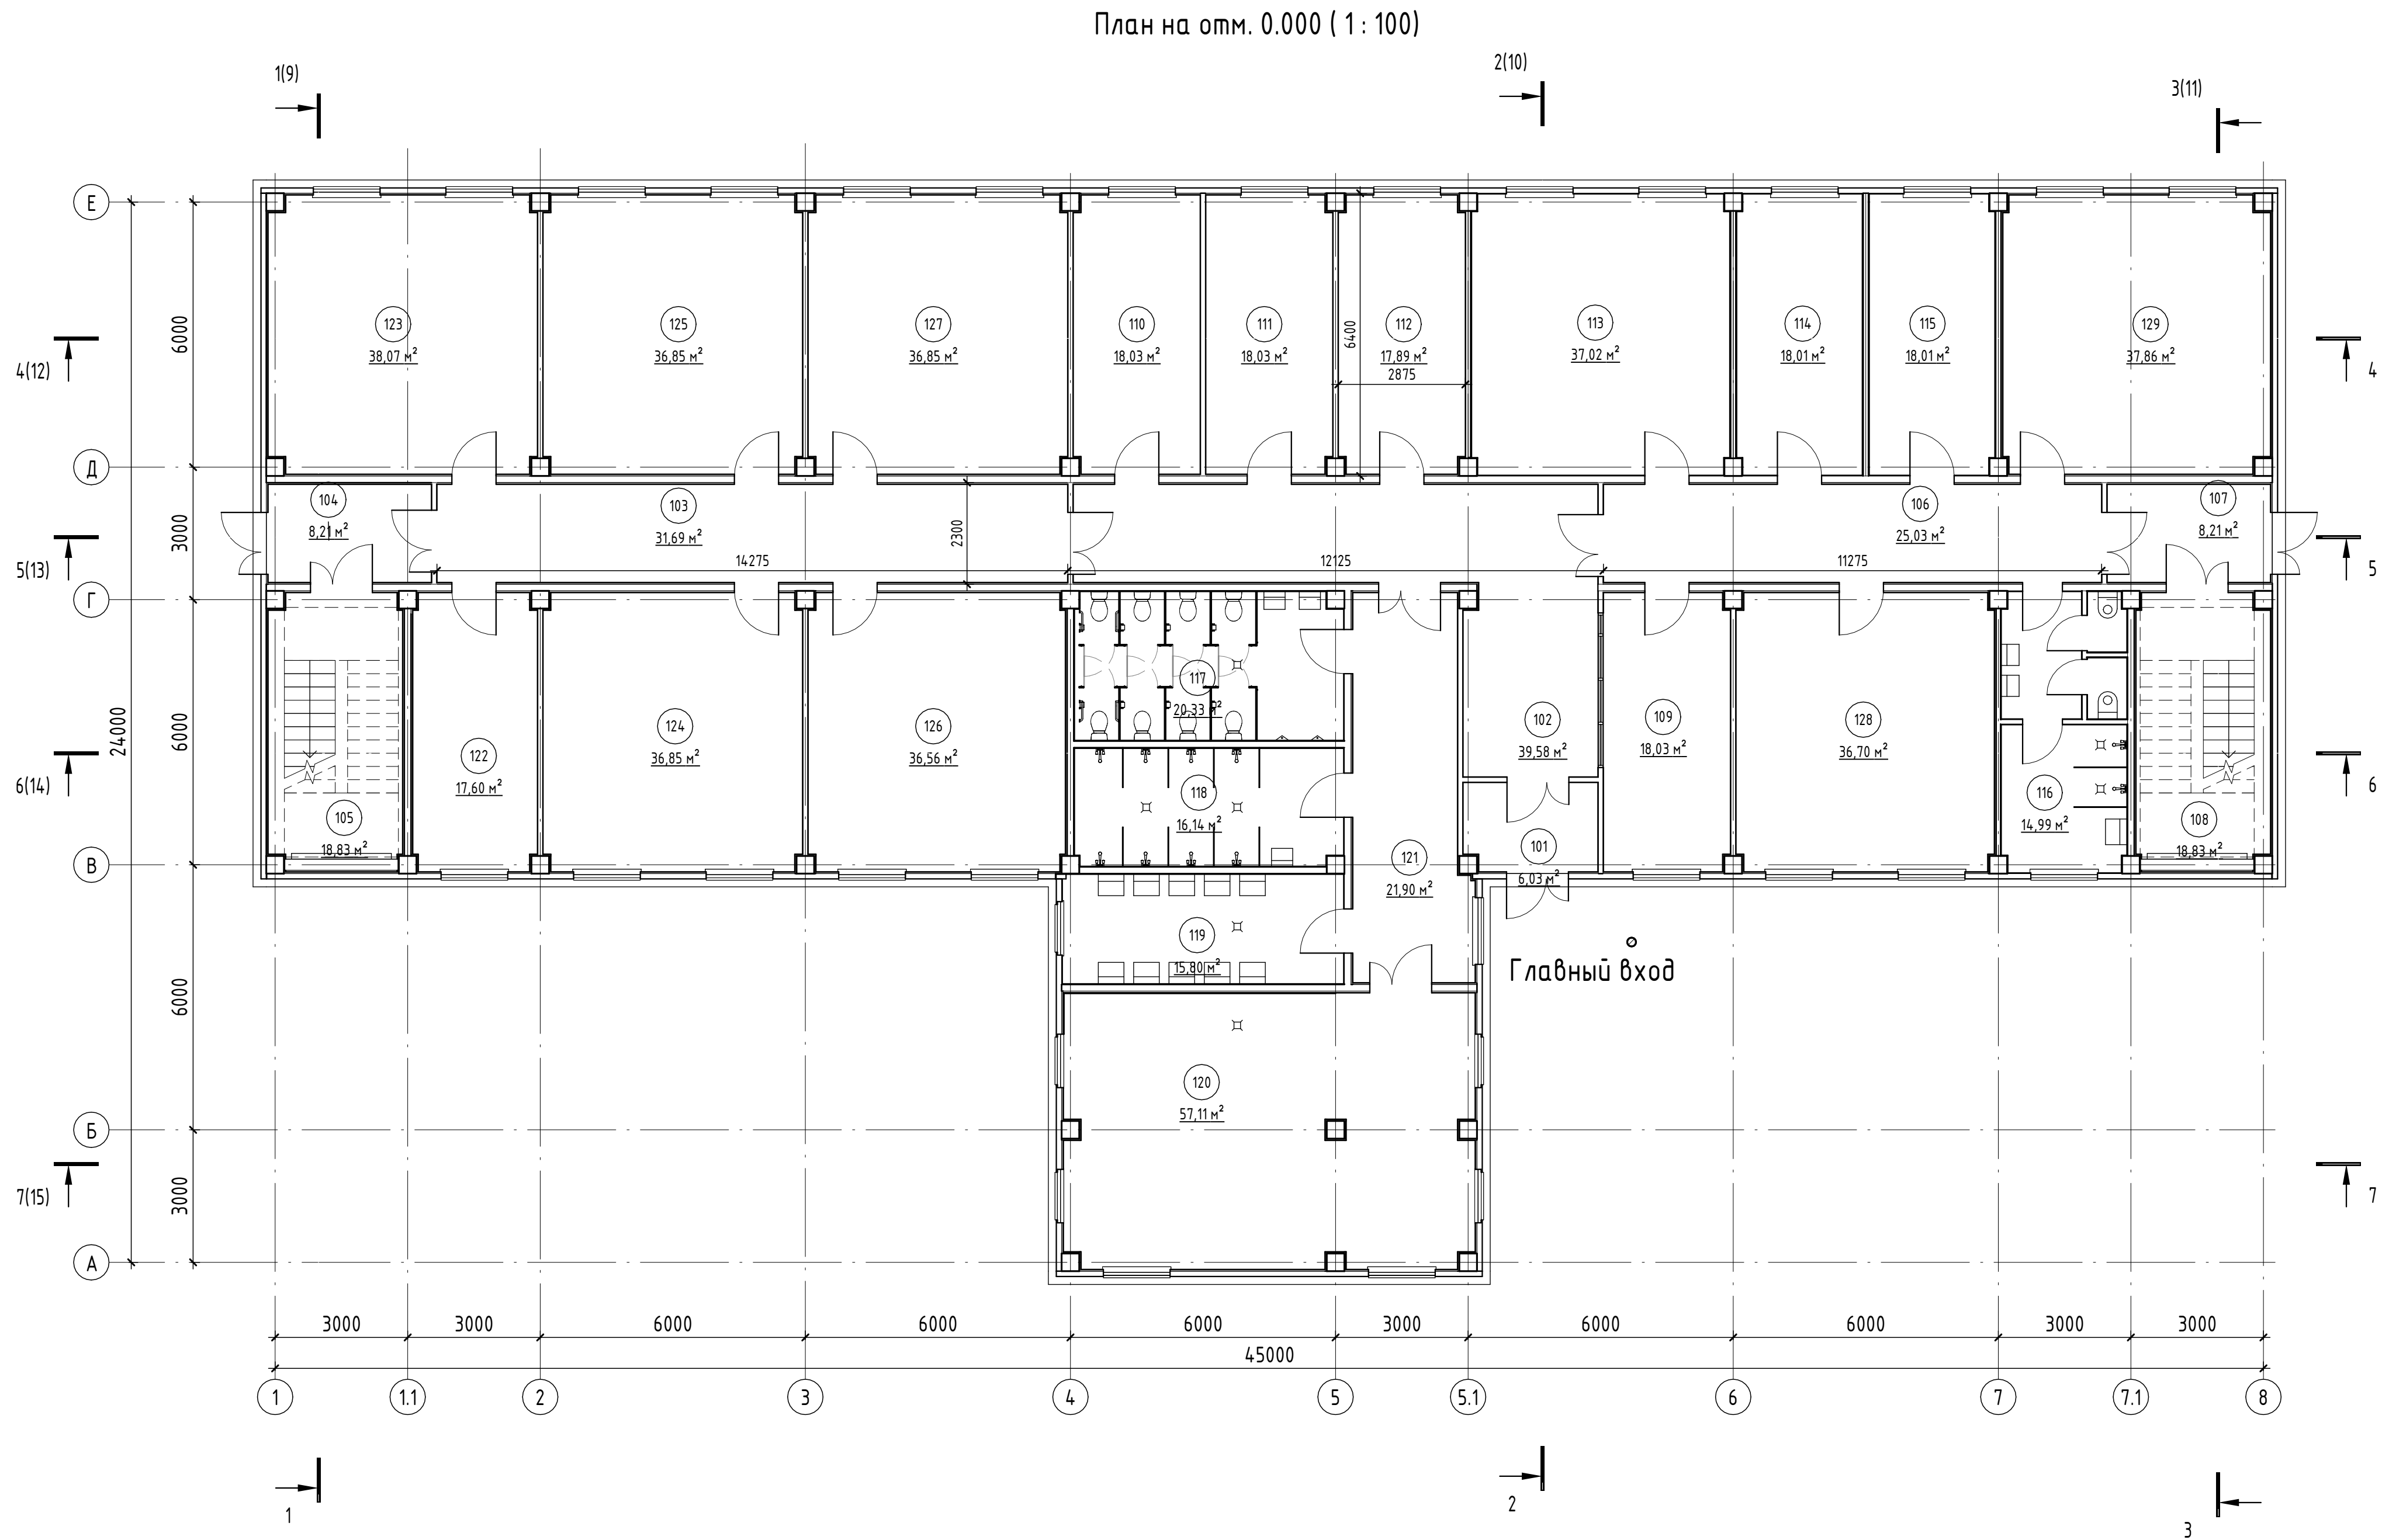 План на отм. 0.000 ( 1 : 100)
1(9)
2(10)
3(11)
Е
6000
123
38,07 м²
125
36,85 м²
127
36,85 м²
110
18,03 м²
111
18,03 м²
6400
112
17,89 м²
2875
113
37,02 м²
114
18,01 м²
115
18,01 м²
129
37,86 м²
4(12)
4
Д
3000
104
8,21 м²
103
31,69 м²
14275
2300
12125
11275
106
25,03 м²
107
8,21 м²
5(13)
5
Г
24000
6000
105
18,83 м²
122
17,60 м²
124
36,85 м²
126
36,56 м²
117
20,33 м²
118
16,14 м²
102
39,58 м²
109
18,03 м²
128
36,70 м²
116
14,99 м²
108
18,83 м²
6(14)
6
В
121
21,90 м²
101
6,03 м²
119
15,80 м²
Главный вход
6000
120
57,11 м²
Б
7(15)
7
3000
А
3000
3000
6000
6000
6000
3000
6000
6000
3000
3000
45000
1
1.1
2
3
4
5
5.1
6
7
7.1
8
1
2
3